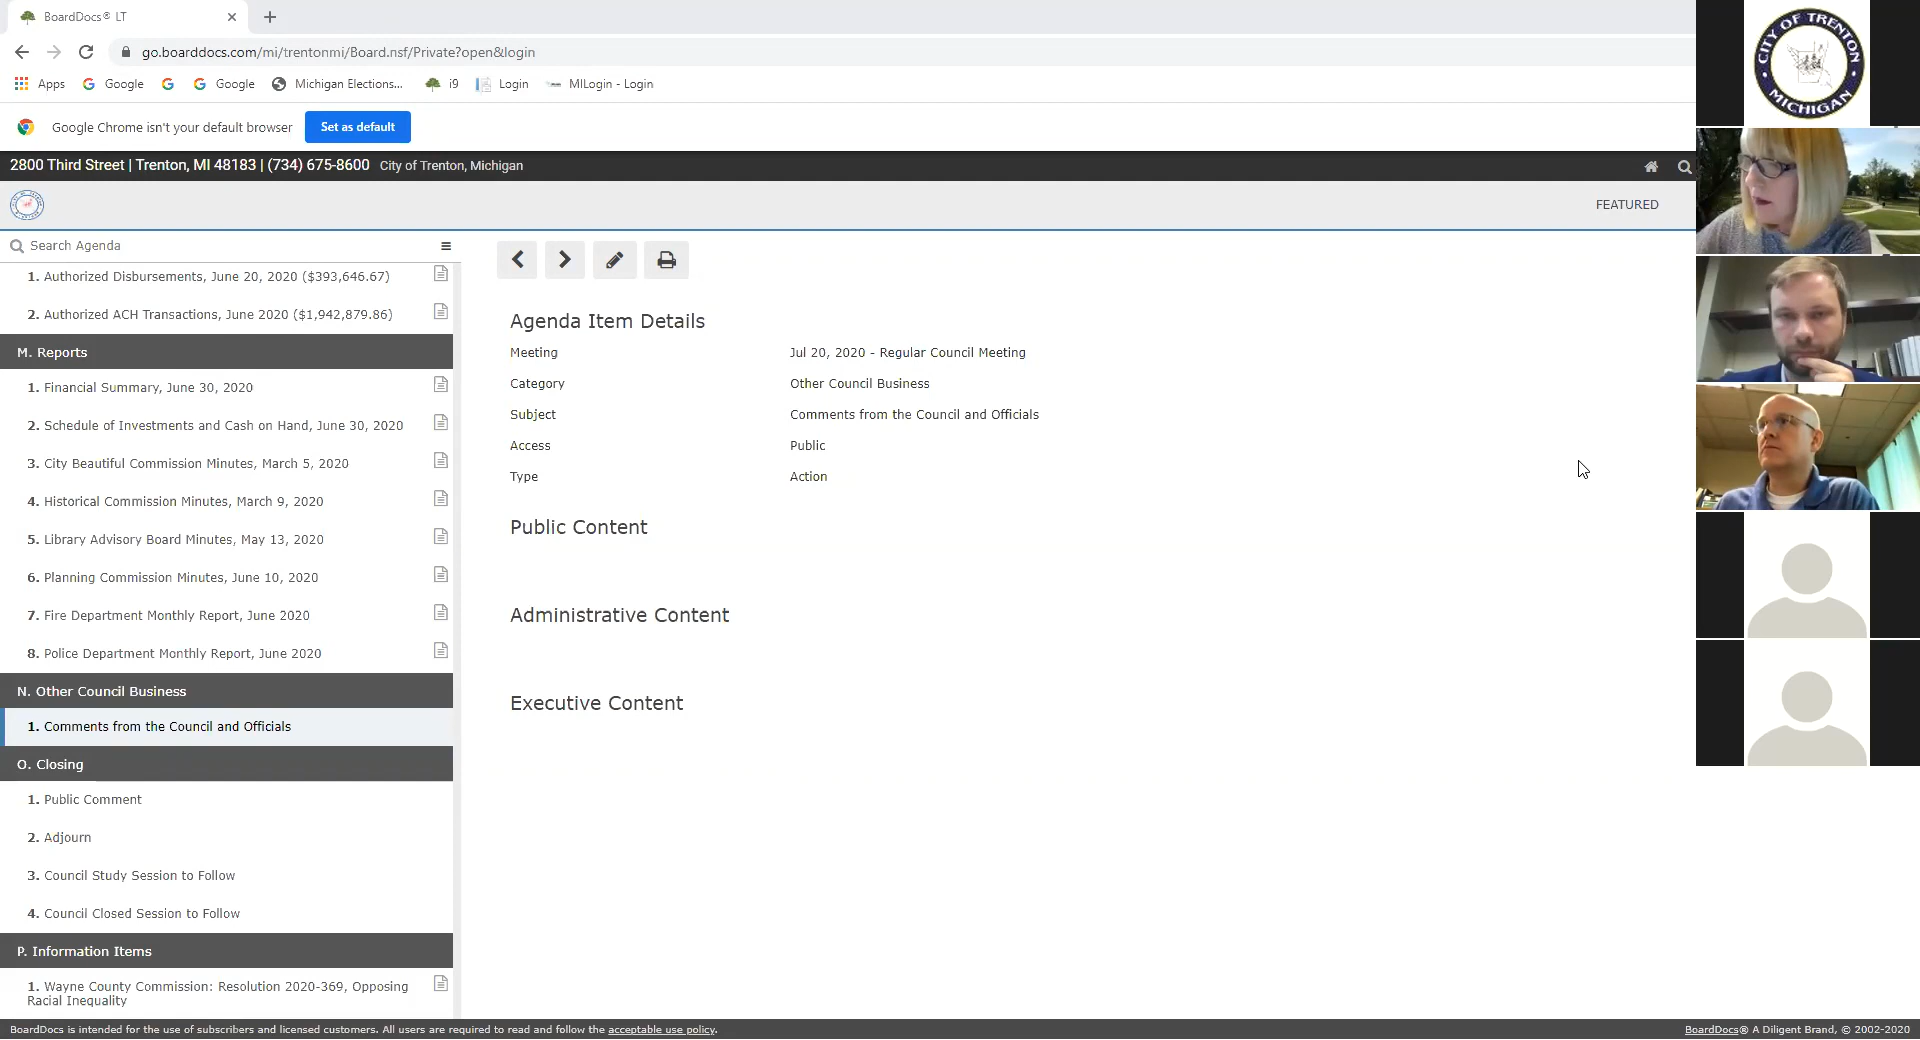 BoardDocs® LT
go.boarddocs.com/mi/trentonmi/Board.nsf/Private?open&login
Apps Google Google Michigan Elections... i9 Login MILogin - Login
Google Chrome isn't your default browser Set as default
2800 Third Street | Trenton, MI 48183 | (734) 675-8600 City of Trenton, Michigan
FEATURED
Search Agenda
1. Authorized Disbursements, June 20, 2020 ($393,646.67)
2. Authorized ACH Transactions, June 2020 ($1,942,879.86)
M. Reports
1. Financial Summary, June 30, 2020
2. Schedule of Investments and Cash on Hand, June 30, 2020
3. City Beautiful Commission Minutes, March 5, 2020
4. Historical Commission Minutes, March 9, 2020
5. Library Advisory Board Minutes, May 13, 2020
6. Planning Commission Minutes, June 10, 2020
7. Fire Department Monthly Report, June 2020
8. Police Department Monthly Report, June 2020
N. Other Council Business
1. Comments from the Council and Officials
O. Closing
1. Public Comment
2. Adjourn
3. Council Study Session to Follow
4. Council Closed Session to Follow
P. Information Items
1. Wayne County Commission: Resolution 2020-369, Opposing
Racial Inequality
Agenda Item Details
Meeting Jul 20, 2020 - Regular Council Meeting
Category Other Council Business
Subject Comments from the Council and Officials
Access Public
Type Action
Public Content
Administrative Content
Executive Content
CITY OF TRENTON
MICHIGAN
BoardDocs is intended for the use of subscribers and licensed customers. All users are required to read and follow the acceptable use policy.
BoardDocs® A Diligent Brand, © 2002-2020